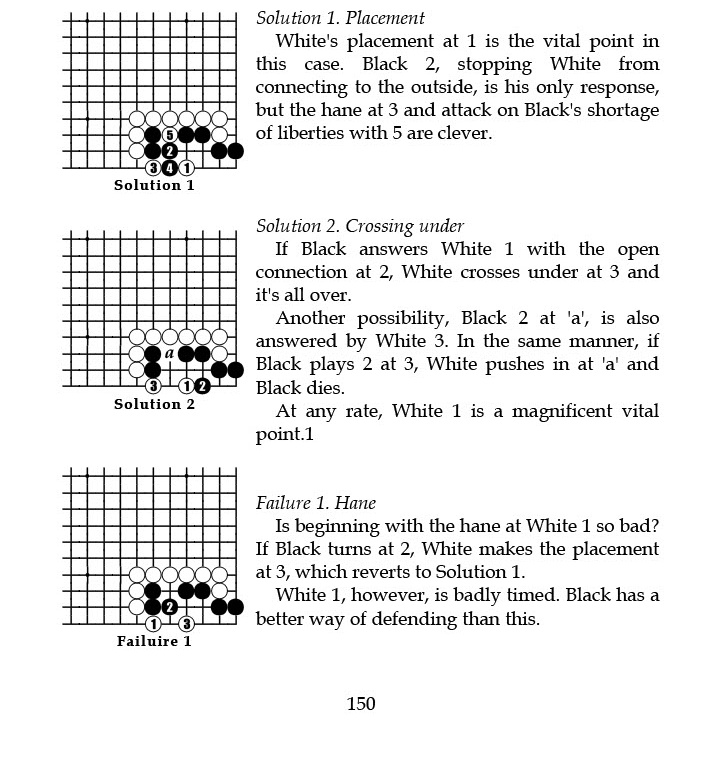 Solution 1. Placement
White's placement at 1 is the vital point in
this case. Black 2, stopping White from
connecting to the outside, is his only response,
but the hane at 3 and attack on Black's shortage
of liberties with 5 are clever.
5
2
3 4 1
Solution 1
Solution 2. Crossing under
If Black answers White 1 with the open
connection at 2, White crosses under at 3 and
it's all over.
Another possibility, Black 2 at 'a', is also
answered by White 3. In the same manner, if
Black plays 2 at 3, White pushes in at 'a' and
Black dies.
At any rate, White 1 is a magnificent vital
point.1
a
3 1 2
Solution 2
Failure 1. Hane
Is beginning with the hane at White 1 so bad?
If Black turns at 2, White makes the placement
at 3, which reverts to Solution 1.
White 1, however, is badly timed. Black has a
better way of defending than this.
2
1 3
Failuire 1
150